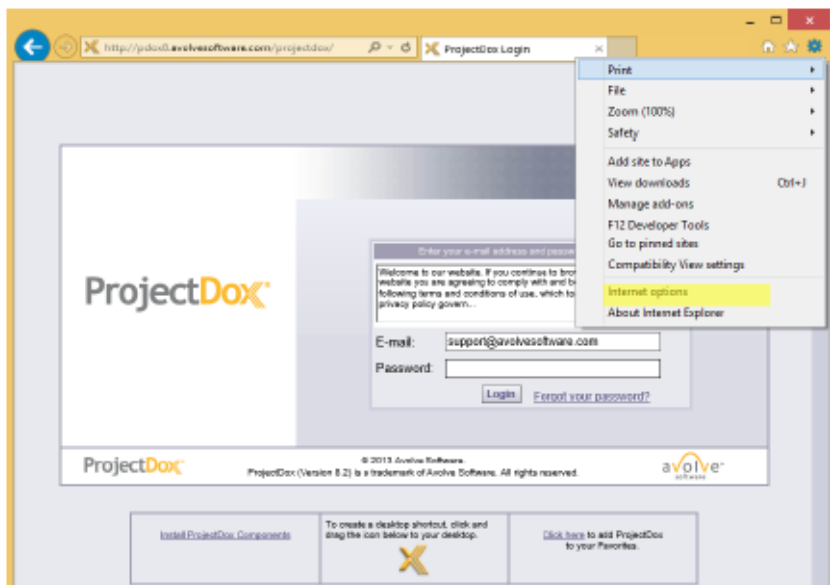 http://pdox8.avolvesoftware.com/projectdox/
ProjectDox Login
Print
File
Zoom (100%)
Safety
Add site to Apps
View downloads Ctrl+J
Manage add-ons
F12 Developer Tools
Go to pinned sites
Compatibility View settings
Internet options
About Internet Explorer
ProjectDox
Enter your e-mail address and
Welcome to our website. If you continue to
website you are agreeing to comply with and
following terms and conditions of use, which
privacy policy govern...
E-mail: support@avolvesoftware.com
Password:
Login Forgot your password?
ProjectDox
© 2013 Avolve Software.
ProjectDox (Version 8.2) is a trademark of Avolve Software. All rights reserved.
avolve
software
Install ProjectDox Components
To create a desktop shortcut, click and
drag the icon below to your desktop.
Click here to add ProjectDox
to your Favorites.